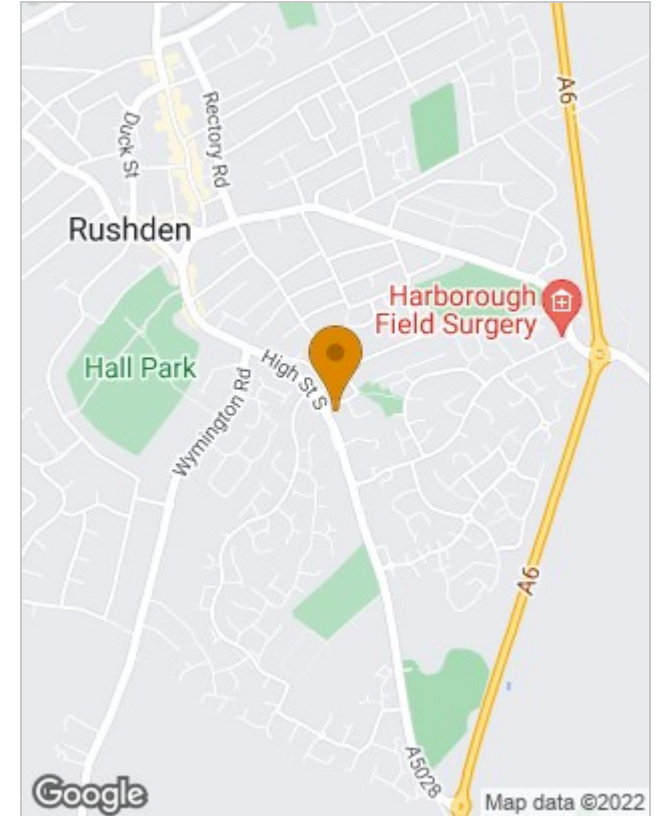 A6
Rectory Rd
Duck St
Rushden
Harborough
Field Surgery
Hall Park
High St S
Wymington Rd
A6
A5028
Google
Map data ©2022